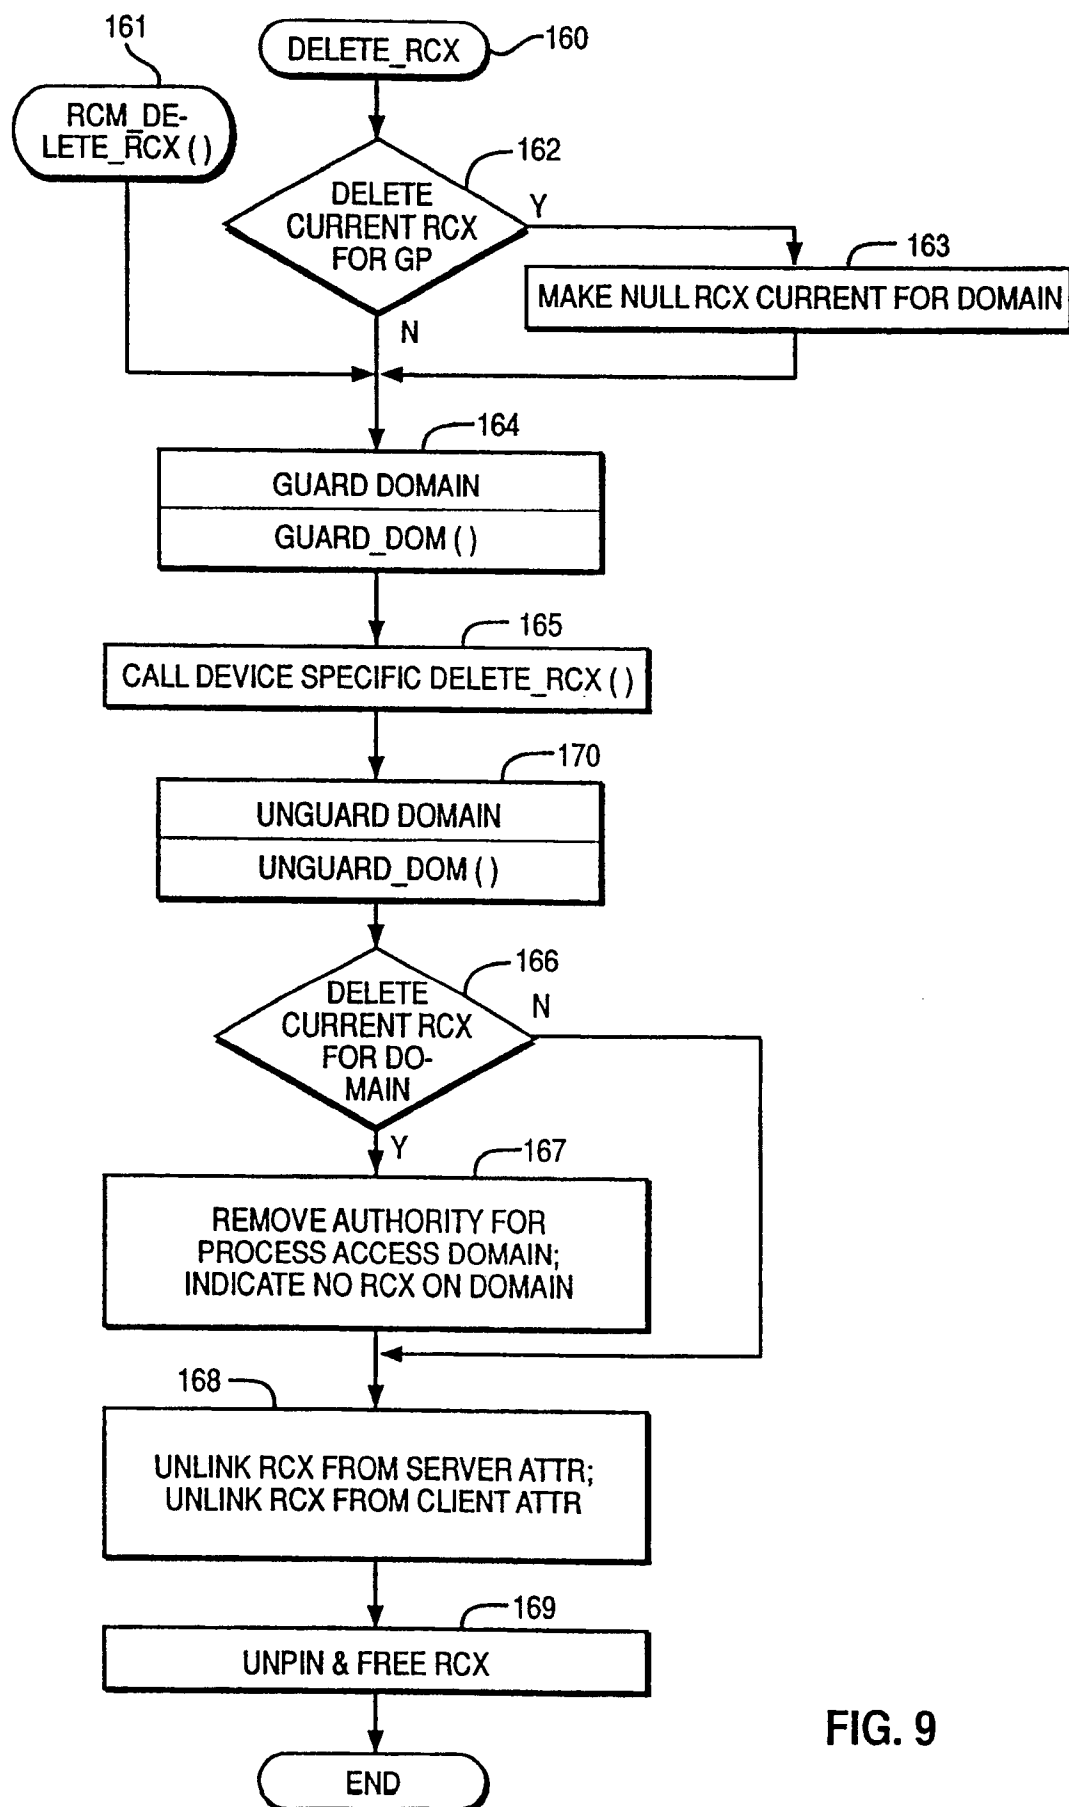 161
DELETE_RCX
160
RCM_DE-
LETE_RCX ( )
162
DELETE
CURRENT RCX
FOR GP
Y
163
MAKE NULL RCX CURRENT FOR DOMAIN
N
164
GUARD DOMAIN
GUARD_DOM ( )
165
CALL DEVICE SPECIFIC DELETE_RCX ( )
170
UNGUARD DOMAIN
UNGUARD_DOM ( )
166
DELETE
CURRENT RCX
FOR DO-
MAIN
N
Y
167
REMOVE AUTHORITY FOR
PROCESS ACCESS DOMAIN;
INDICATE NO RCX ON DOMAIN
168
UNLINK RCX FROM SERVER ATTR;
UNLINK RCX FROM CLIENT ATTR
169
UNPIN & FREE RCX
END
FIG. 9